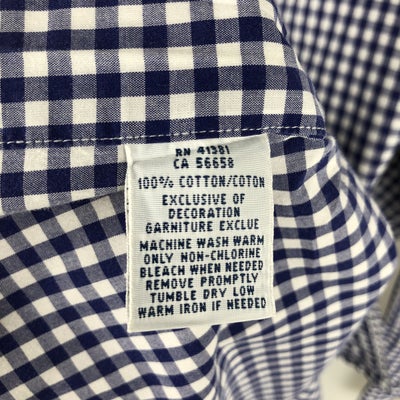 RN 41381
CA 56658
100% COTTON/COTON
EXCLUSIVE OF
DECORATION
GARNITURE EXCLUE
MACHINE WASH WARM
ONLY NON-CHLORINE
BLEACH WHEN NEEDED
REMOVE PROMPTLY
TUMBLE DRY LOW
WARM IRON IF NEEDED